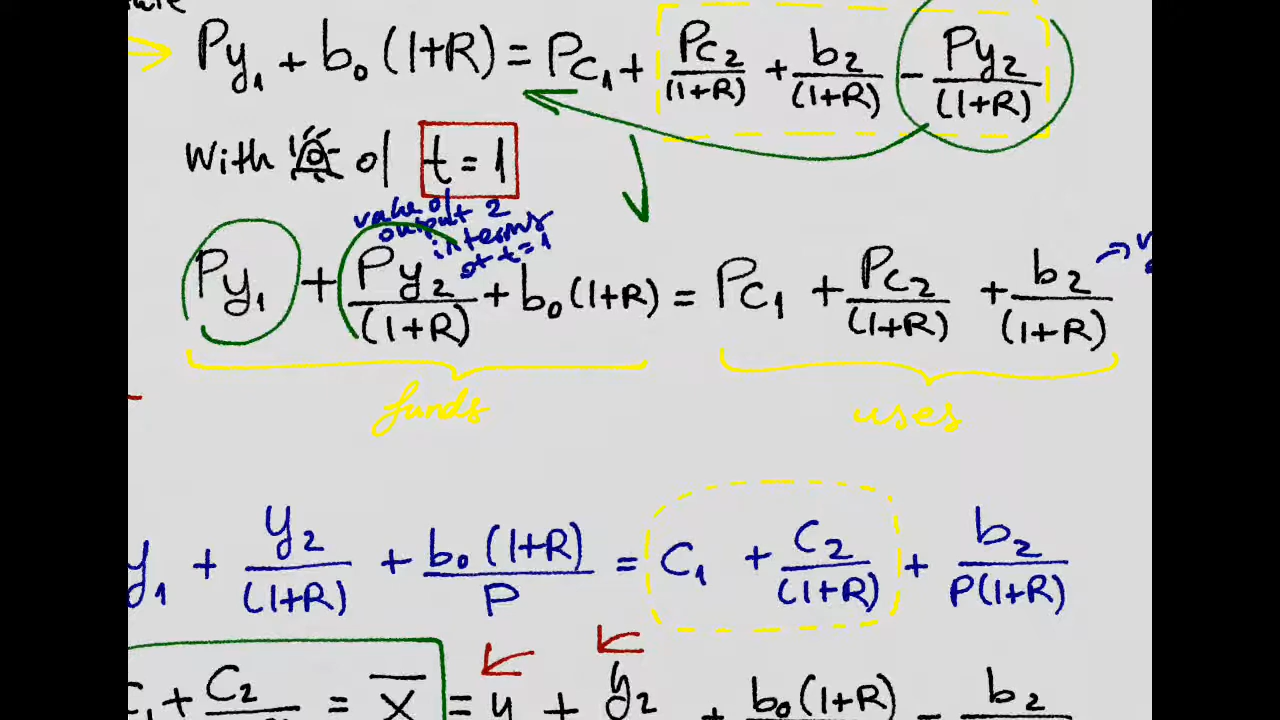 Py₁ + b₀ (1+R) = Pc₁ + Pc₂/(1+R) + b₂/(1+R) − Py₂/(1+R)
With of t = 1
value of
output 2
in terms
of t=1
Py₁ + Py₂/(1+R) + b₀ (1+R) = Pc₁ + Pc₂/(1+R) + b₂/(1+R)
funds uses
y₁ + y₂/(1+R) + b₀ (1+R)/P = C₁ + C₂/(1+R) + b₂/P(1+R)